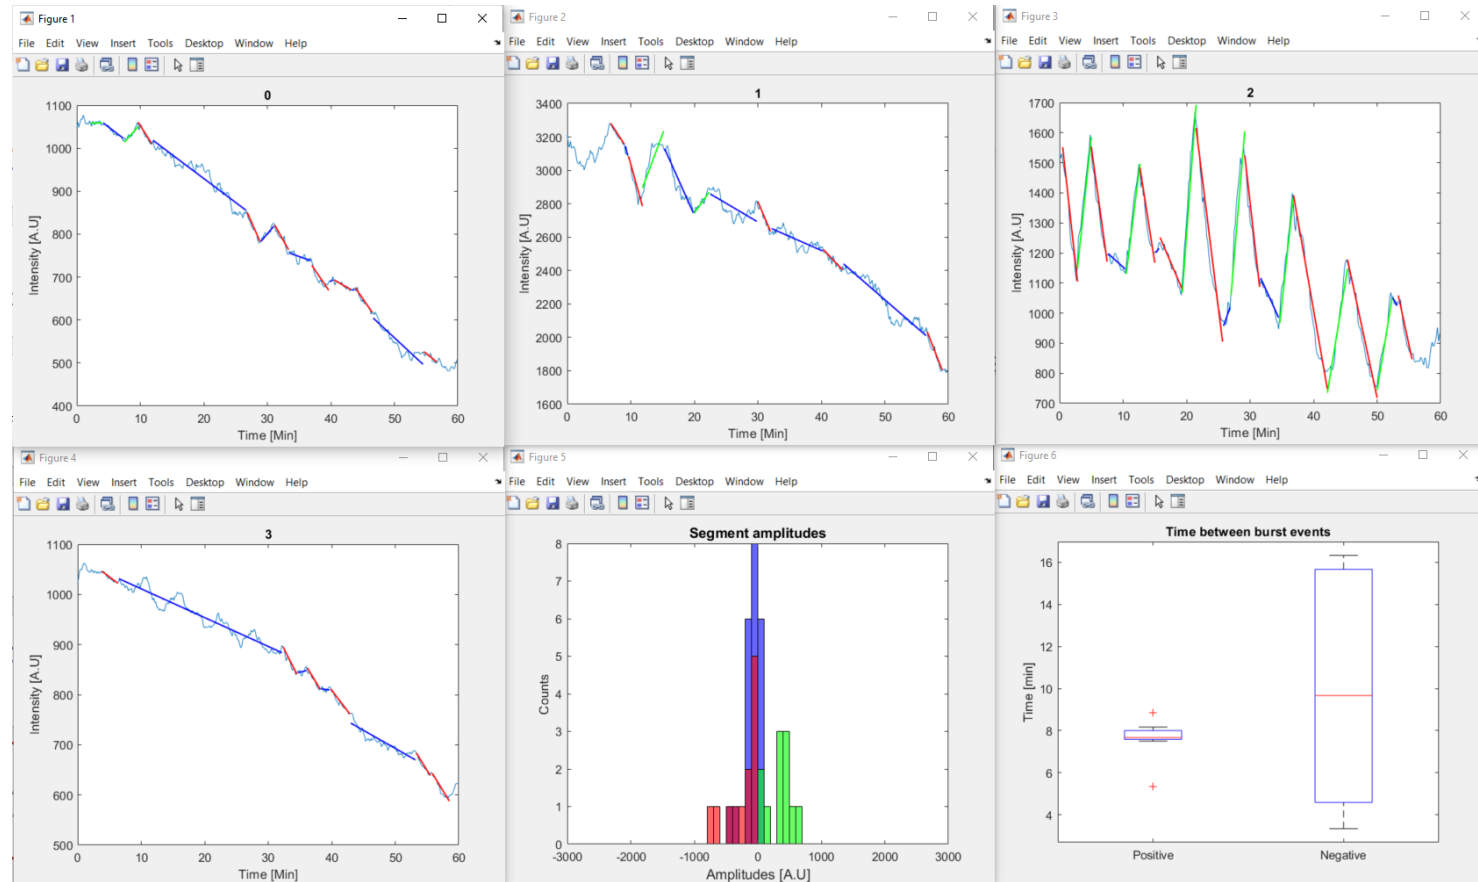 Figure 1
File Edit View Insert Tools Desktop Window Help
0
1100
1000
900
800
700
600
500
400
Intensity [A.U]
0 10 20 30 40 50 60
Time [Min]
Figure 2
File Edit View Insert Tools Desktop Window Help
1
3400
3200
3000
2800
2600
2400
2200
2000
1800
1600
Intensity [A.U]
0 10 20 30 40 50 60
Time [Min]
Figure 3
File Edit View Insert Tools Desktop Window Help
2
1700
1600
1500
1400
1300
1200
1100
1000
900
800
700
Intensity [A.U]
0 10 20 30 40 50 60
Time [Min]
Figure 4
File Edit View Insert Tools Desktop Window Help
3
1100
1000
900
800
700
600
500
Intensity [A.U]
0 10 20 30 40 50 60
Time [Min]
Figure 5
File Edit View Insert Tools Desktop Window Help
Segment amplitudes
8
7
6
5
4
3
2
1
0
Counts
-3000 -2000 -1000 0 1000 2000 3000
Amplitudes [A.U]
Figure 6
File Edit View Insert Tools Desktop Window Help
Time between burst events
16
14
12
10
8
6
4
Time [min]
Positive Negative